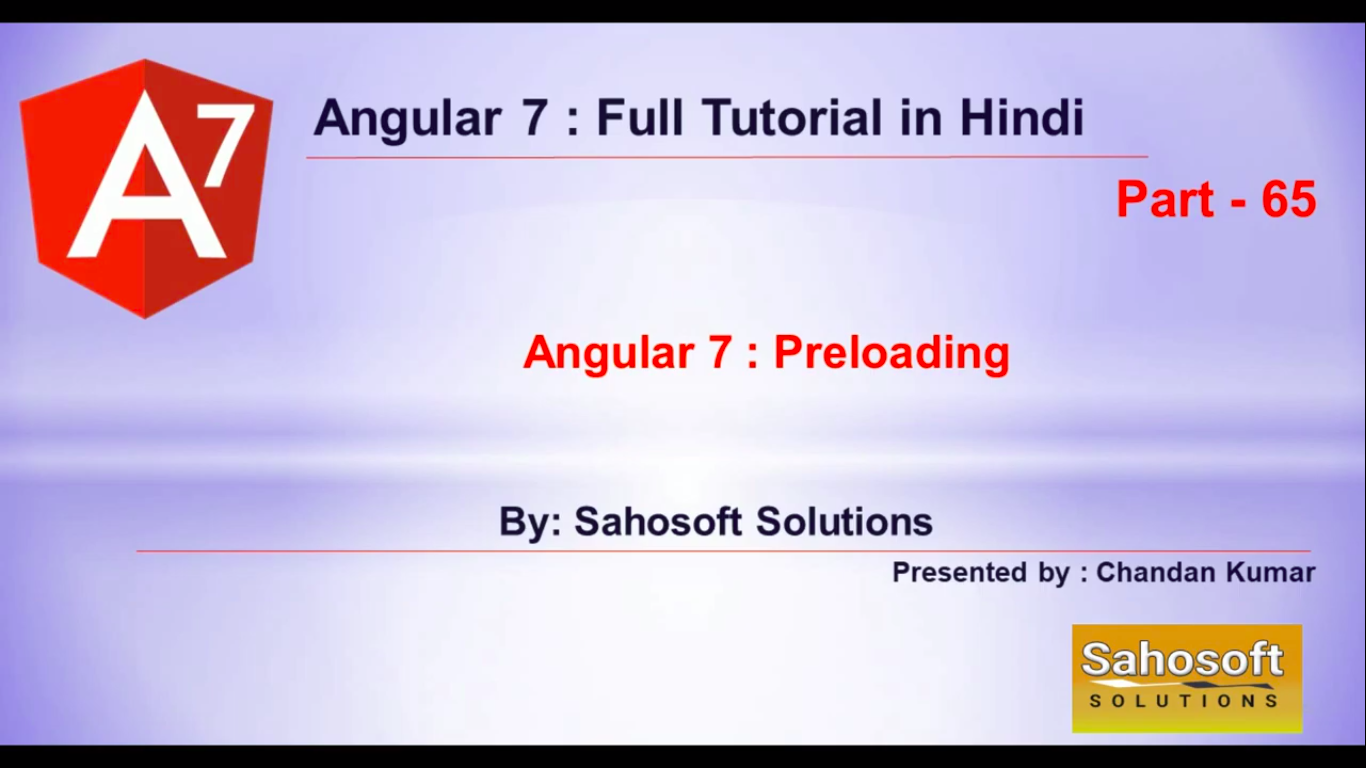 A7
Angular 7 : Full Tutorial in Hindi
Part - 65
Angular 7 : Preloading
By: Sahosoft Solutions
Presented by : Chandan Kumar
Sahosoft
SOLUTIONS